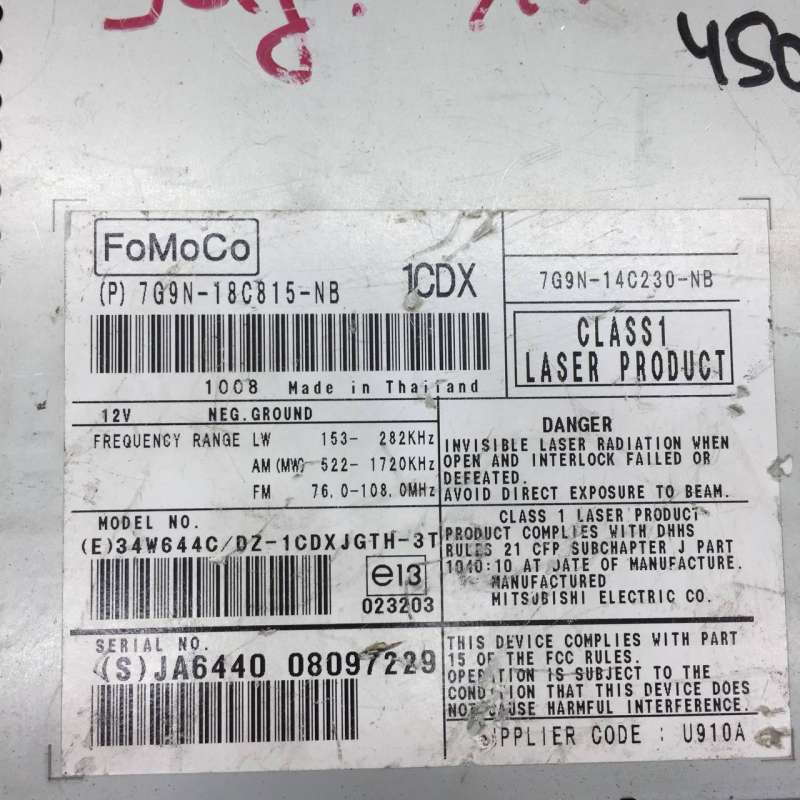 450
FoMoCo
(P) 7G9N-18C815-NB
1CDX
7G9N-14C230-NB
CLASS1
LASER PRODUCT
1008 Made in Thailand
12V NEG.GROUND
FREQUENCY RANGE LW 153- 282KHz
AM (MW) 522- 1720KHz
FM 76.0-108.0MHz
DANGER
INVISIBLE LASER RADIATION WHEN
OPEN AND INTERLOCK FAILED OR
DEFEATED.
AVOID DIRECT EXPOSURE TO BEAM.
MODEL NO.
(E)34W644C/DZ-1CDXJGTH-3T
e13
023203
CLASS 1 LASER PRODUCT
PRODUCT COMPLIES WITH DHHS
RULES 21 CFP SUBCHAPTER J PART
1040:10 AT DATE OF MANUFACTURE.
MANUFACTURED
MITSUBISHI ELECTRIC CO.
SERIAL NO.
(S)JA6440 08097229
THIS DEVICE COMPLIES WITH PART
15 OF THE FCC RULES.
OPERATION IS SUBJECT TO THE
CONDITION THAT THIS DEVICE DOES
NOT CAUSE HARMFUL INTERFERENCE.
SUPPLIER CODE : U910A